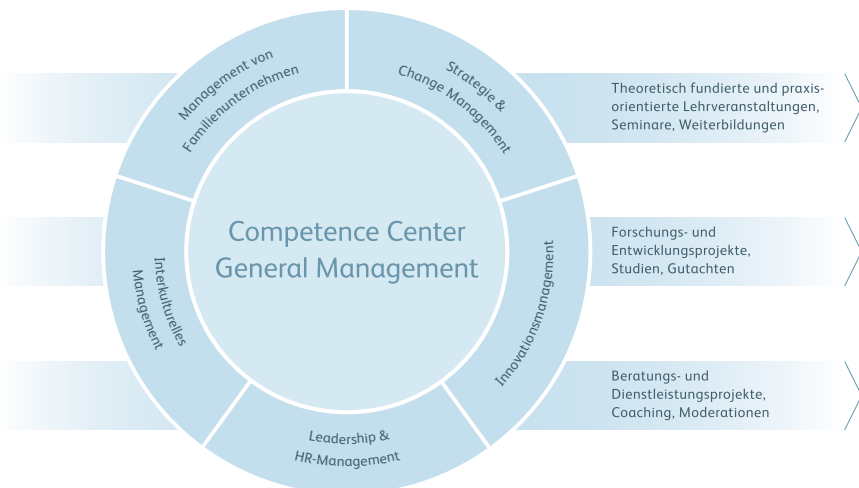 Management von
Familienunternehmen
Strategie &
Change Management
Theoretisch fundierte und praxis-
orientierte Lehrveranstaltungen,
Seminare, Weiterbildungen
Competence Center
General Management
Interkulturelles
Management
Innovationsmanagement
Forschungs- und
Entwicklungsprojekte,
Studien, Gutachten
Leadership &
HR-Management
Beratungs- und
Dienstleistungsprojekte,
Coaching, Moderationen